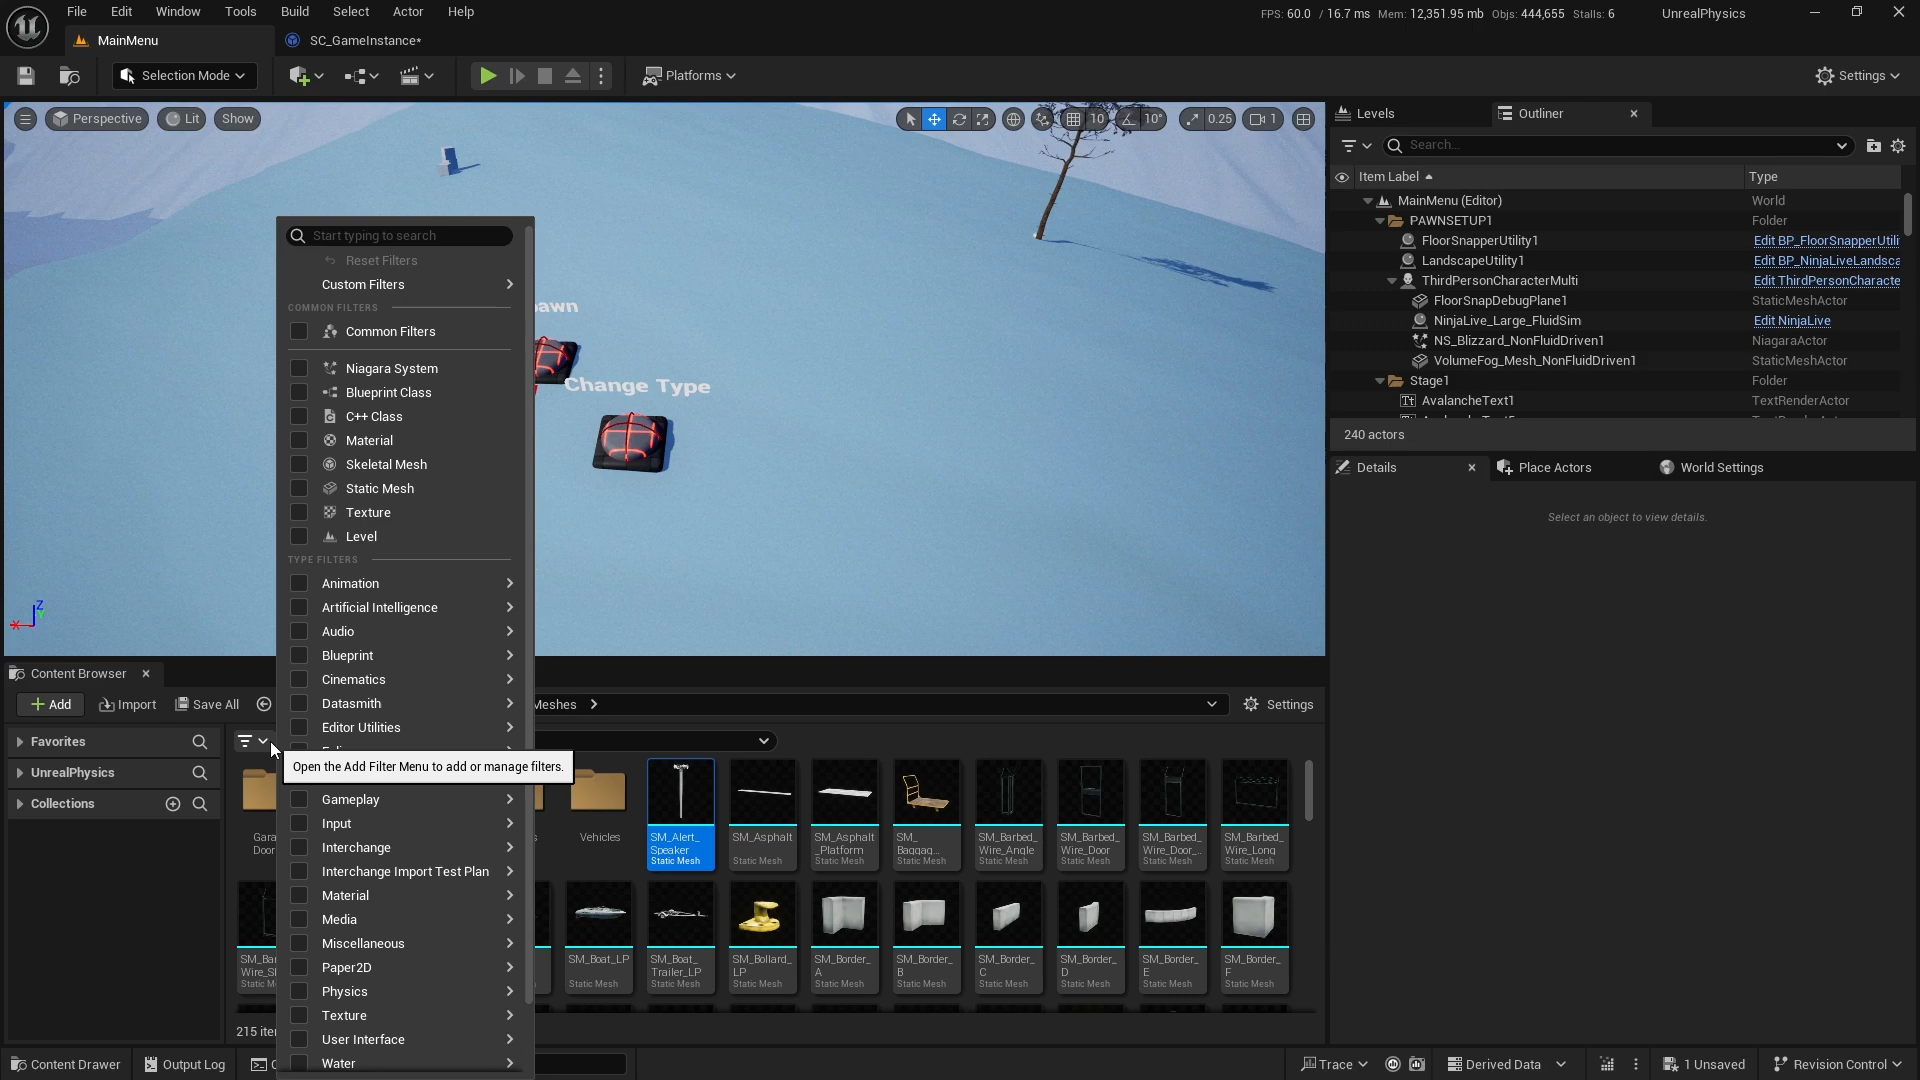 File Edit Window Tools Build Select Actor Help
FPS: 60.0 / 16.7 ms Mem: 12,351.95 mb Objs: 444,655 Stalls: 6
UnrealPhysics
MainMenu
SC_GameInstance*
Selection Mode
Platforms
Settings
Perspective
Lit
Show
10
10°
0.25
1
Change Type
Start typing to search
Reset Filters
Custom Filters
COMMON FILTERS
Common Filters
Niagara System
Blueprint Class
C++ Class
Material
Skeletal Mesh
Static Mesh
Texture
Level
TYPE FILTERS
Animation
Artificial Intelligence
Audio
Blueprint
Cinematics
Datasmith
Editor Utilities
Open the Add Filter Menu to add or manage filters.
Gameplay
Input
Interchange
Interchange Import Test Plan
Material
Media
Miscellaneous
Paper2D
Physics
Texture
User Interface
Water
Levels
Outliner
Search...
Item Label
Type
MainMenu (Editor)
World
PAWNSETUP1
Folder
FloorSnapperUtility1
Edit BP_FloorSnapperUtili
LandscapeUtility1
Edit BP_NinjaLiveLandsca
ThirdPersonCharacterMulti
Edit ThirdPersonCharacte
FloorSnapDebugPlane1
StaticMeshActor
NinjaLive_Large_FluidSim
Edit NinjaLive
NS_Blizzard_NonFluidDriven1
NiagaraActor
VolumeFog_Mesh_NonFluidDriven1
StaticMeshActor
Stage1
Folder
AvalancheText1
TextRenderActor
240 actors
Details
Place Actors
World Settings
Select an object to view details.
Content Browser
Add
Import
Save All
Meshes
Settings
Favorites
UnrealPhysics
Collections
Gara
Door
Vehicles
SM_Alert_
Speaker
Static Mesh
SM_Asphalt
Static Mesh
SM_Asphalt
_Platform
Static Mesh
SM_
Baggag...
Static Mesh
SM_Barbed_
Wire_Angle
Static Mesh
SM_Barbed_
Wire_Door
Static Mesh
SM_Barbed_
Wire_Door_..
Static Mesh
SM_Barbed_
Wire_Long
Static Mesh
SM_Bar
Wire_Sl
Static M
SM_Boat_LP
Static Mesh
SM_Boat_
Trailer_LP
Static Mesh
SM_Bollard_
LP
Static Mesh
SM_Border_
A
Static Mesh
SM_Border_
B
Static Mesh
SM_Border_
C
Static Mesh
SM_Border_
D
Static Mesh
SM_Border_
E
Static Mesh
SM_Border_
F
Static Mesh
215 iter
Content Drawer
Output Log
Trace
Derived Data
1 Unsaved
Revision Control